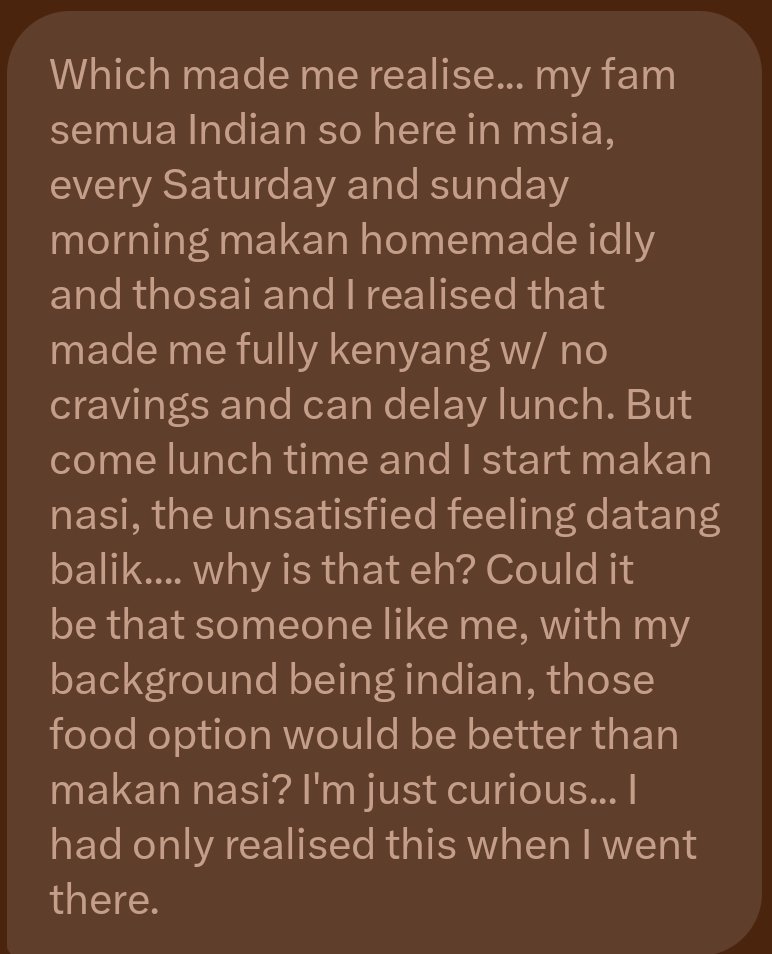 Which made me realise... my fam
semua Indian so here in msia,
every Saturday and sunday
morning makan homemade idly
and thosai and I realised that
made me fully kenyang w/ no
cravings and can delay lunch. But
come lunch time and I start makan
nasi, the unsatisfied feeling datang
balik.... why is that eh? Could it
be that someone like me, with my
background being indian, those
food option would be better than
makan nasi? I'm just curious... I
had only realised this when I went
there.